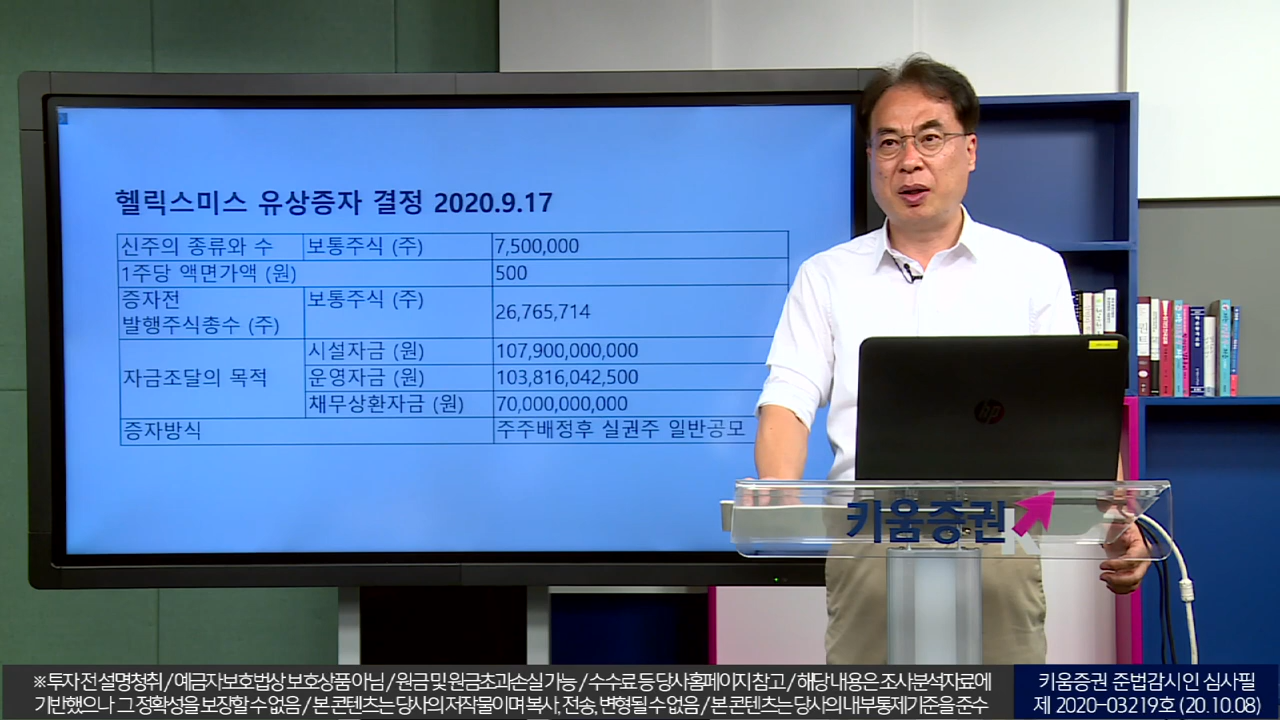 헬릭스미스 유상증자 결정 2020.9.17
신주의 종류와 수 보통주식 (주) 7,500,000
1주당 액면가액 (원) 500
증자전
발행주식총수 (주) 보통주식 (주) 26,765,714
자금조달의 목적 시설자금 (원) 107,900,000,000
운영자금 (원) 103,816,042,500
채무상환자금 (원) 70,000,000,000
증자방식 주주배정후 실권주 일반공모
hp
키움증권
※ 투자 전 설명청취 / 예금자보호법상 보호상품 아님 / 원금 및 원금초과손실 가능 / 수수료 등 당사홈페이지 참고 / 해당 내용은 조사분석자료에
기반했으나 그 정확성을 보장할 수 없음 / 본 콘텐츠는 당사의 저작물이며 복사, 전송, 변형될 수 없음 / 본 콘텐츠는 당사의 내부통제기준을 준수
키움증권 준법감시인 심사필
제 2020-03219호 (20.10.08)